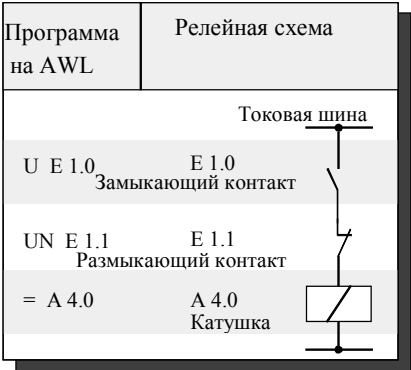 Программа на AWL
Релейная схема
Токовая шина
U E 1.0 E 1.0
Замыкающий контакт
UN E 1.1 E 1.1
Размыкающий контакт
= A 4.0 A 4.0
Катушка